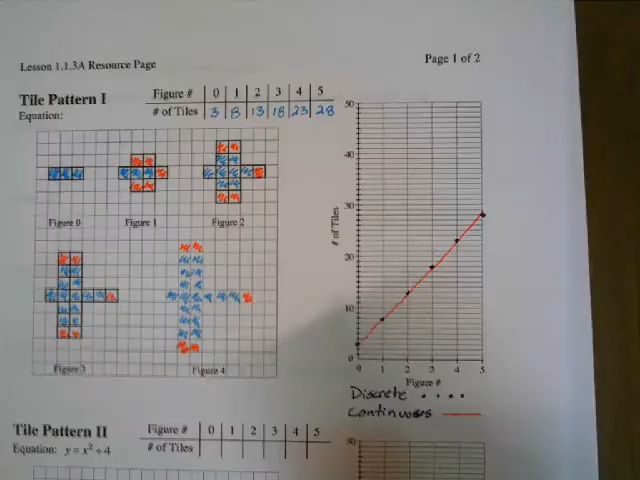 Lesson 1.1.3A Resource Page
Page 1 of 2
Tile Pattern I
Equation:
Figure # 0 1 2 3 4 5
# of Tiles 3 8 13 18 23 28
Figure 0
Figure 1
Figure 2
Figure 3
Figure 4
50
40
30
20
10
0
# of Tiles
0 1 2 3 4 5
Figure #
Discrete
Continuous
Tile Pattern II
Equation: y = x² + 4
Figure # 0 1 2 3 4 5
# of Tiles
50